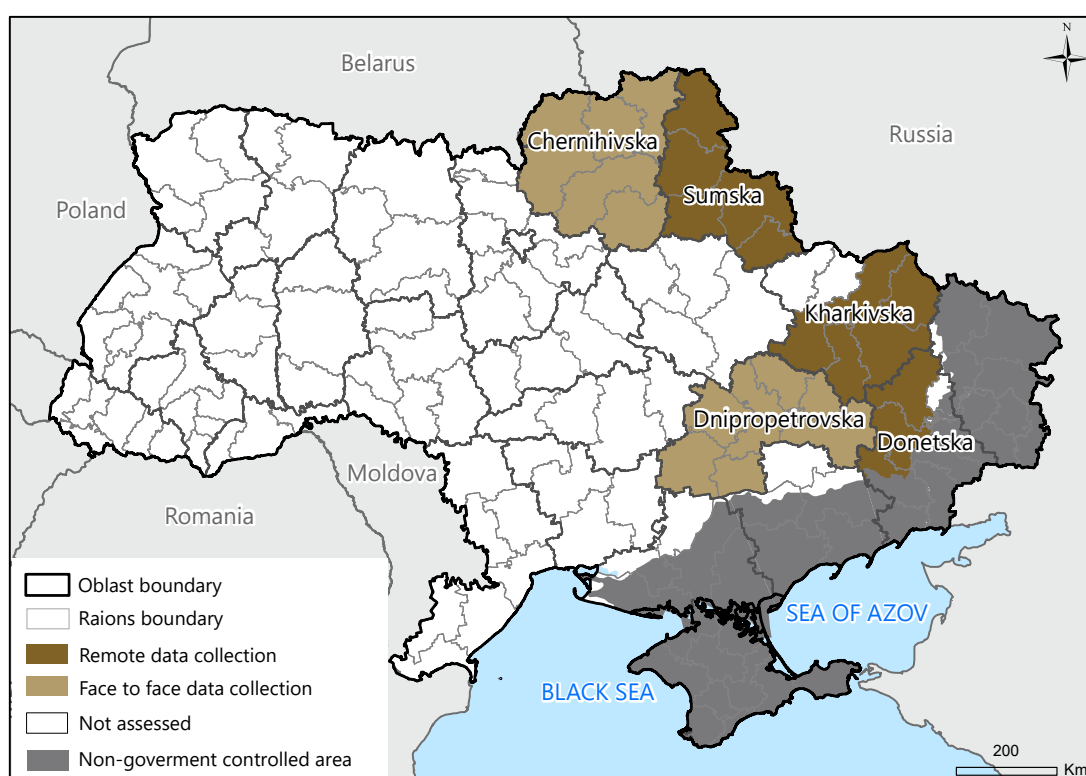 N
Belarus
Russia
Chernihivska
Sumska
Poland
Kharkivska
Dnipropetrovska
Donetska
Moldova
Romania
SEA OF AZOV
BLACK SEA
Oblast boundary
Raions boundary
Remote data collection
Face to face data collection
Not assessed
Non-goverment controlled area
200
Km